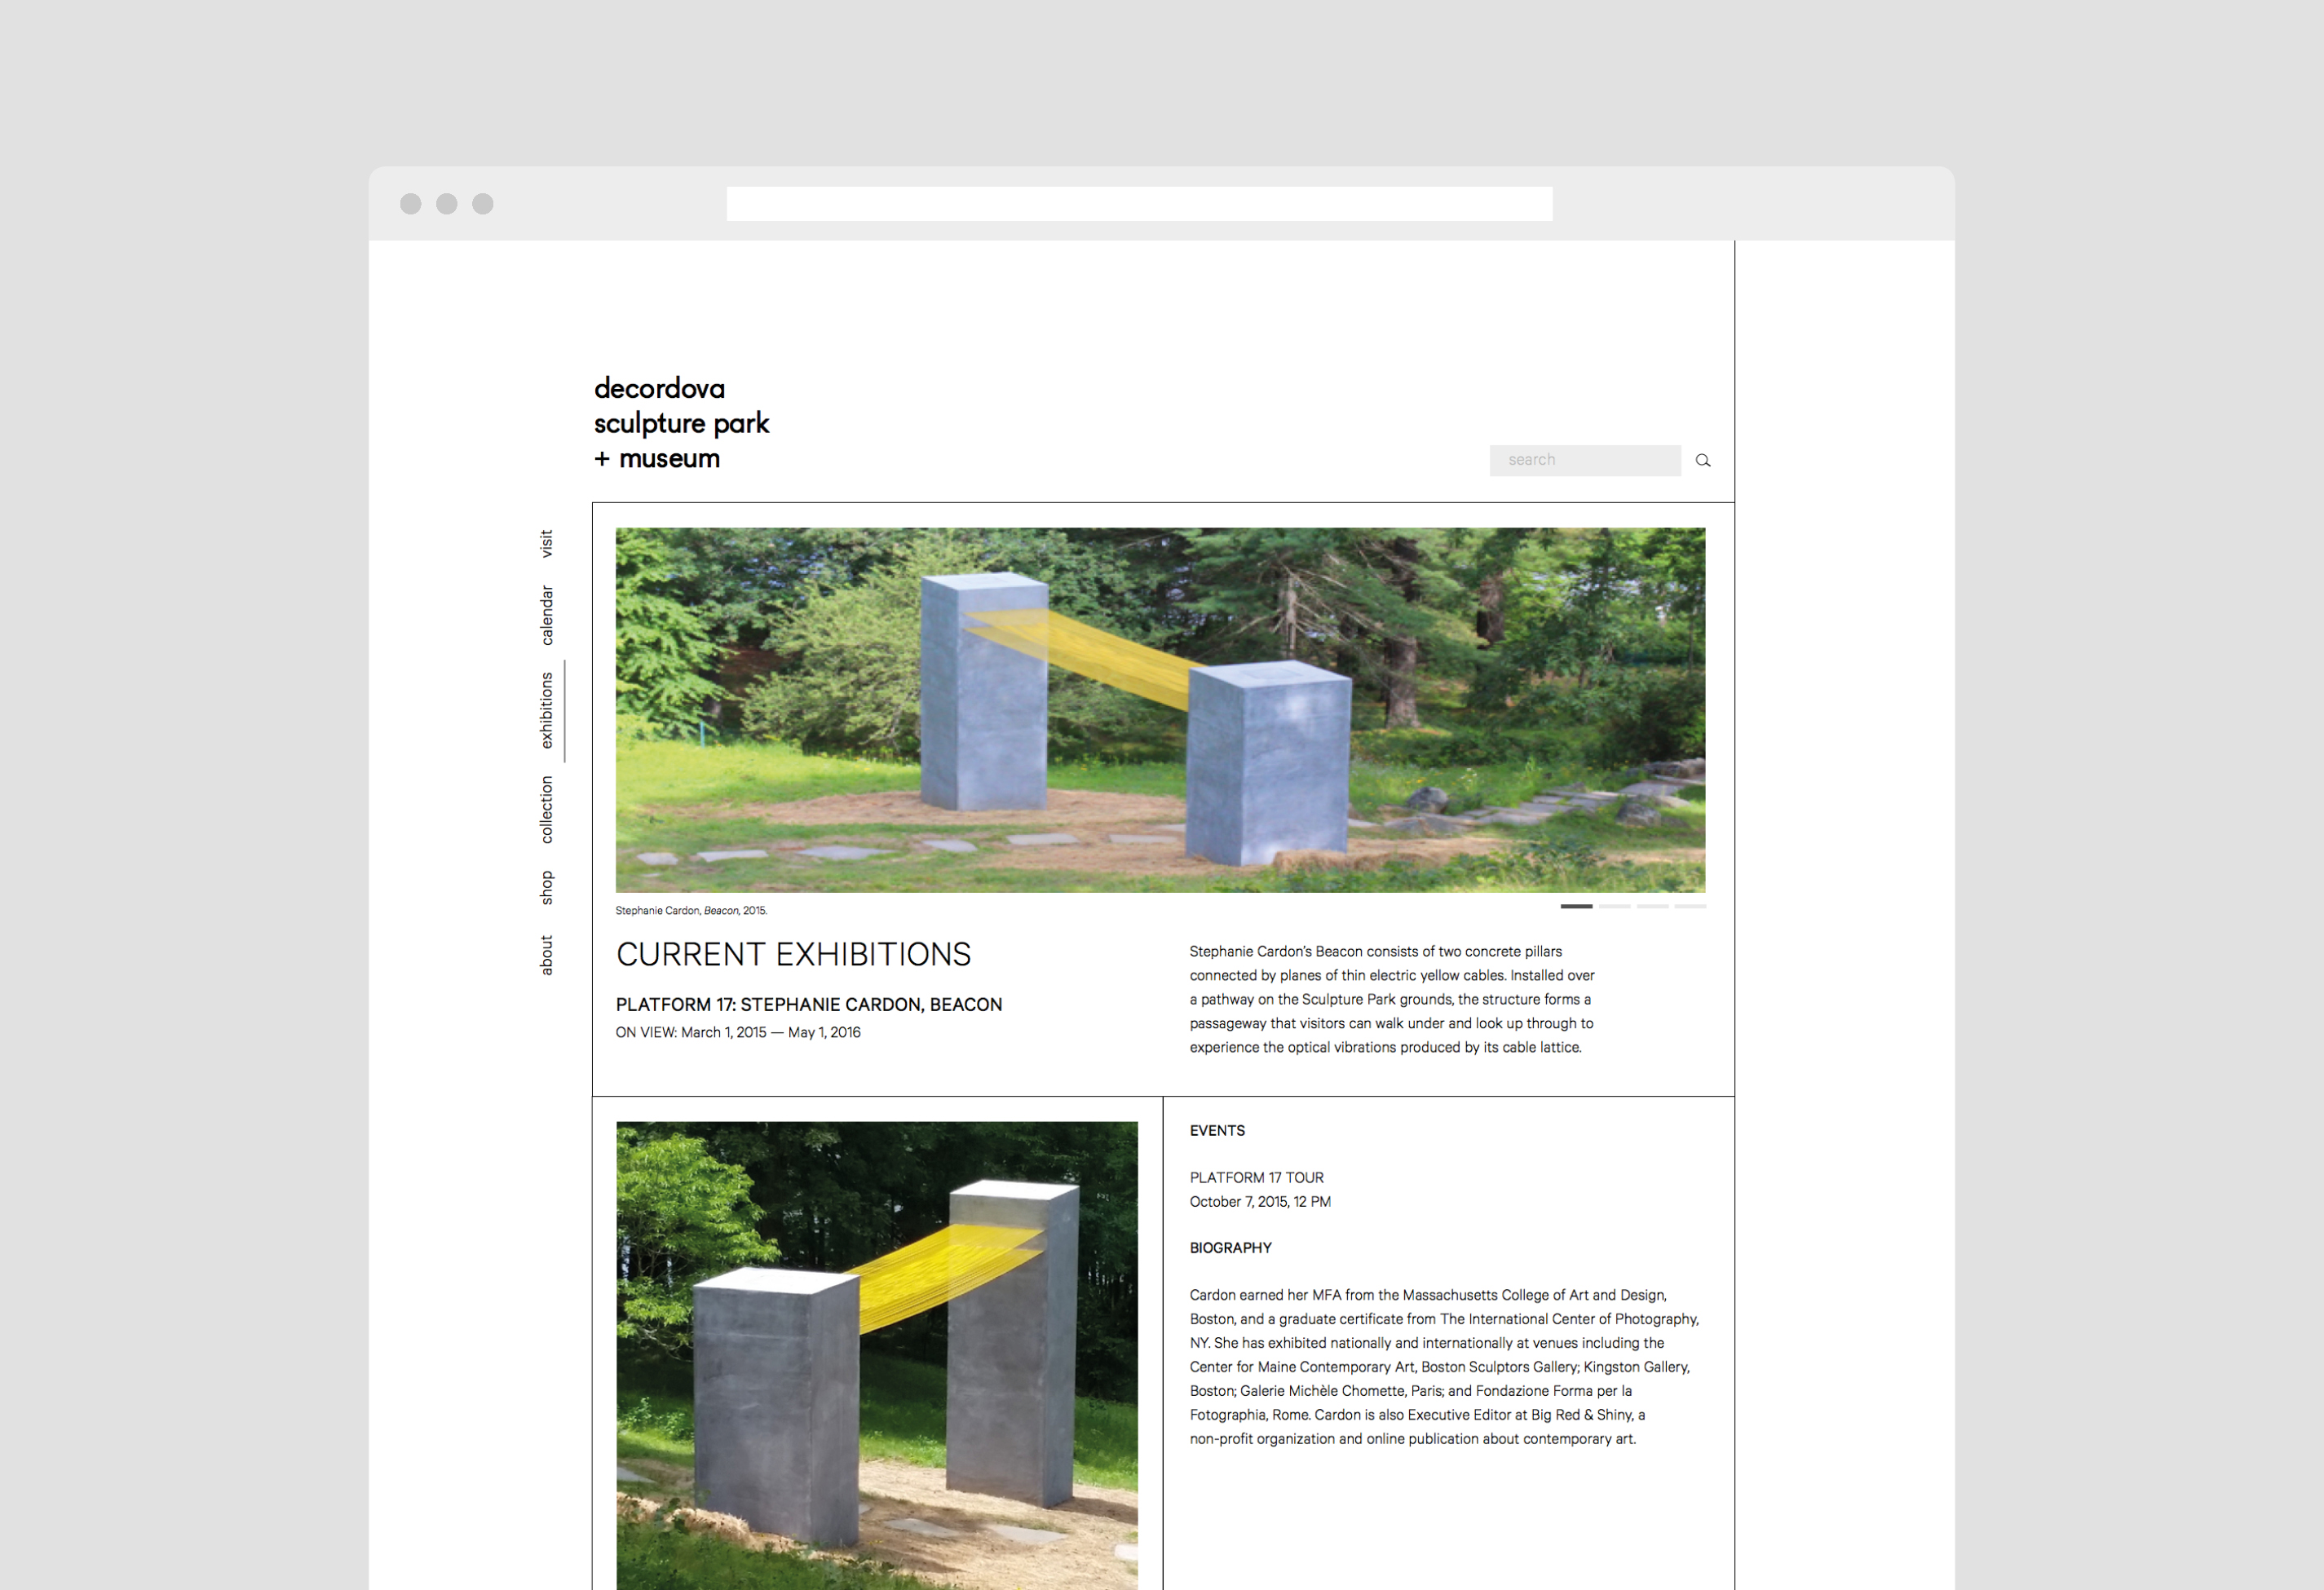 decordova
sculpture park
+ museum
search
visit
calendar
exhibitions
collection
shop
about
Stephanie Cardon, Beacon, 2015.
CURRENT EXHIBITIONS
PLATFORM 17: STEPHANIE CARDON, BEACON
ON VIEW: March 1, 2015 — May 1, 2016
Stephanie Cardon’s Beacon consists of two concrete pillars
connected by planes of thin electric yellow cables. Installed over
a pathway on the Sculpture Park grounds, the structure forms a
passageway that visitors can walk under and look up through to
experience the optical vibrations produced by its cable lattice.
EVENTS
PLATFORM 17 TOUR
October 7, 2015, 12 PM
BIOGRAPHY
Cardon earned her MFA from the Massachusetts College of Art and Design,
Boston, and a graduate certificate from The International Center of Photography,
NY. She has exhibited nationally and internationally at venues including the
Center for Maine Contemporary Art, Boston Sculptors Gallery; Kingston Gallery,
Boston; Galerie Michèle Chomette, Paris; and Fondazione Forma per la
Fotographia, Rome. Cardon is also Executive Editor at Big Red & Shiny, a
non-profit organization and online publication about contemporary art.